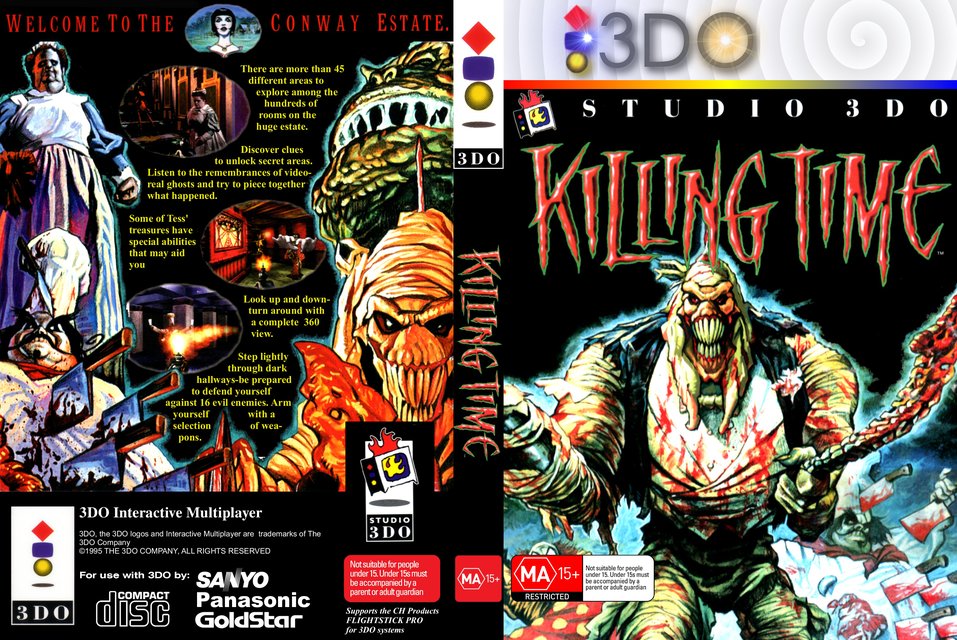 WELCOME TO THE CONWAY ESTATE.
There are more than 45
different areas to
explore among the
hundreds of
rooms on the
huge estate.
Discover clues
to unlock secret areas.
Listen to the remembrances of video-
real ghosts and try to piece together
what happened.
Some of Tess'
treasures have
special abilities
that may aid
you
Look up and down-
turn around with
a complete 360
view.
Step lightly
through dark
hallways-be prepared
to defend yourself
against 16 evil enemies. Arm
yourself with a
selection of wea-
pons.
STUDIO
3DO
3DO
3DO Interactive Multiplayer
3DO, the 3DO logos and Interactive Multiplayer are trademarks of The
3DO Company
©1995 THE 3DO COMPANY, ALL RIGHTS RESERVED
For use with 3DO by:
COMPACT
disc
SANYO
Panasonic
GoldStar
Not suitable for people
under 15. Under 15s must
be accompanied by a
parent or adult guardian
Supports the CH Products
FLIGHTSTICK PRO
for 3DO systems
3DO
KILLING TIME
MA 15+
3DO
STUDIO 3DO
KILLING TIME
TM
MA 15+
RESTRICTED
Not suitable for people
under 15. Under 15s must
be accompanied by a
parent or adult guardian